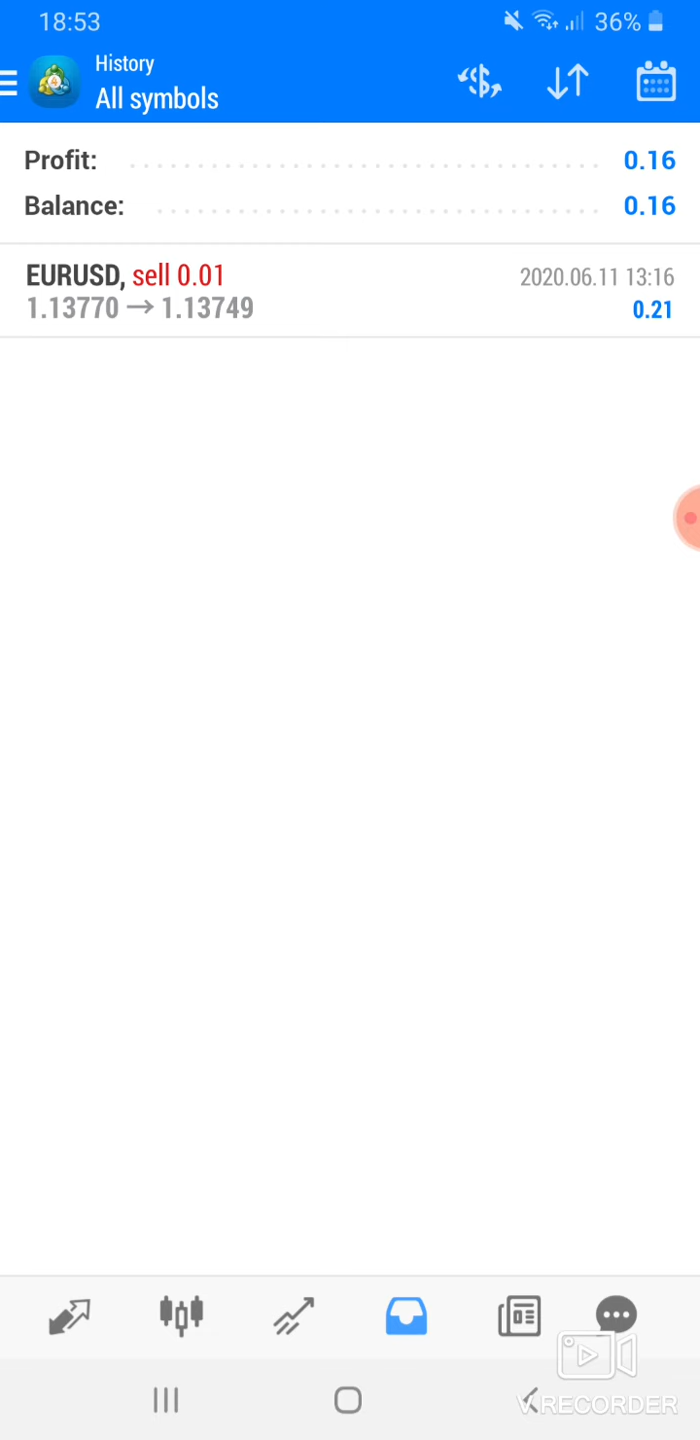 18:53 36%
History
All symbols
Profit: 0.16
Balance: 0.16
EURUSD, sell 0.01 2020.06.11 13:16
1.13770 → 1.13749 0.21
V.RECORDER